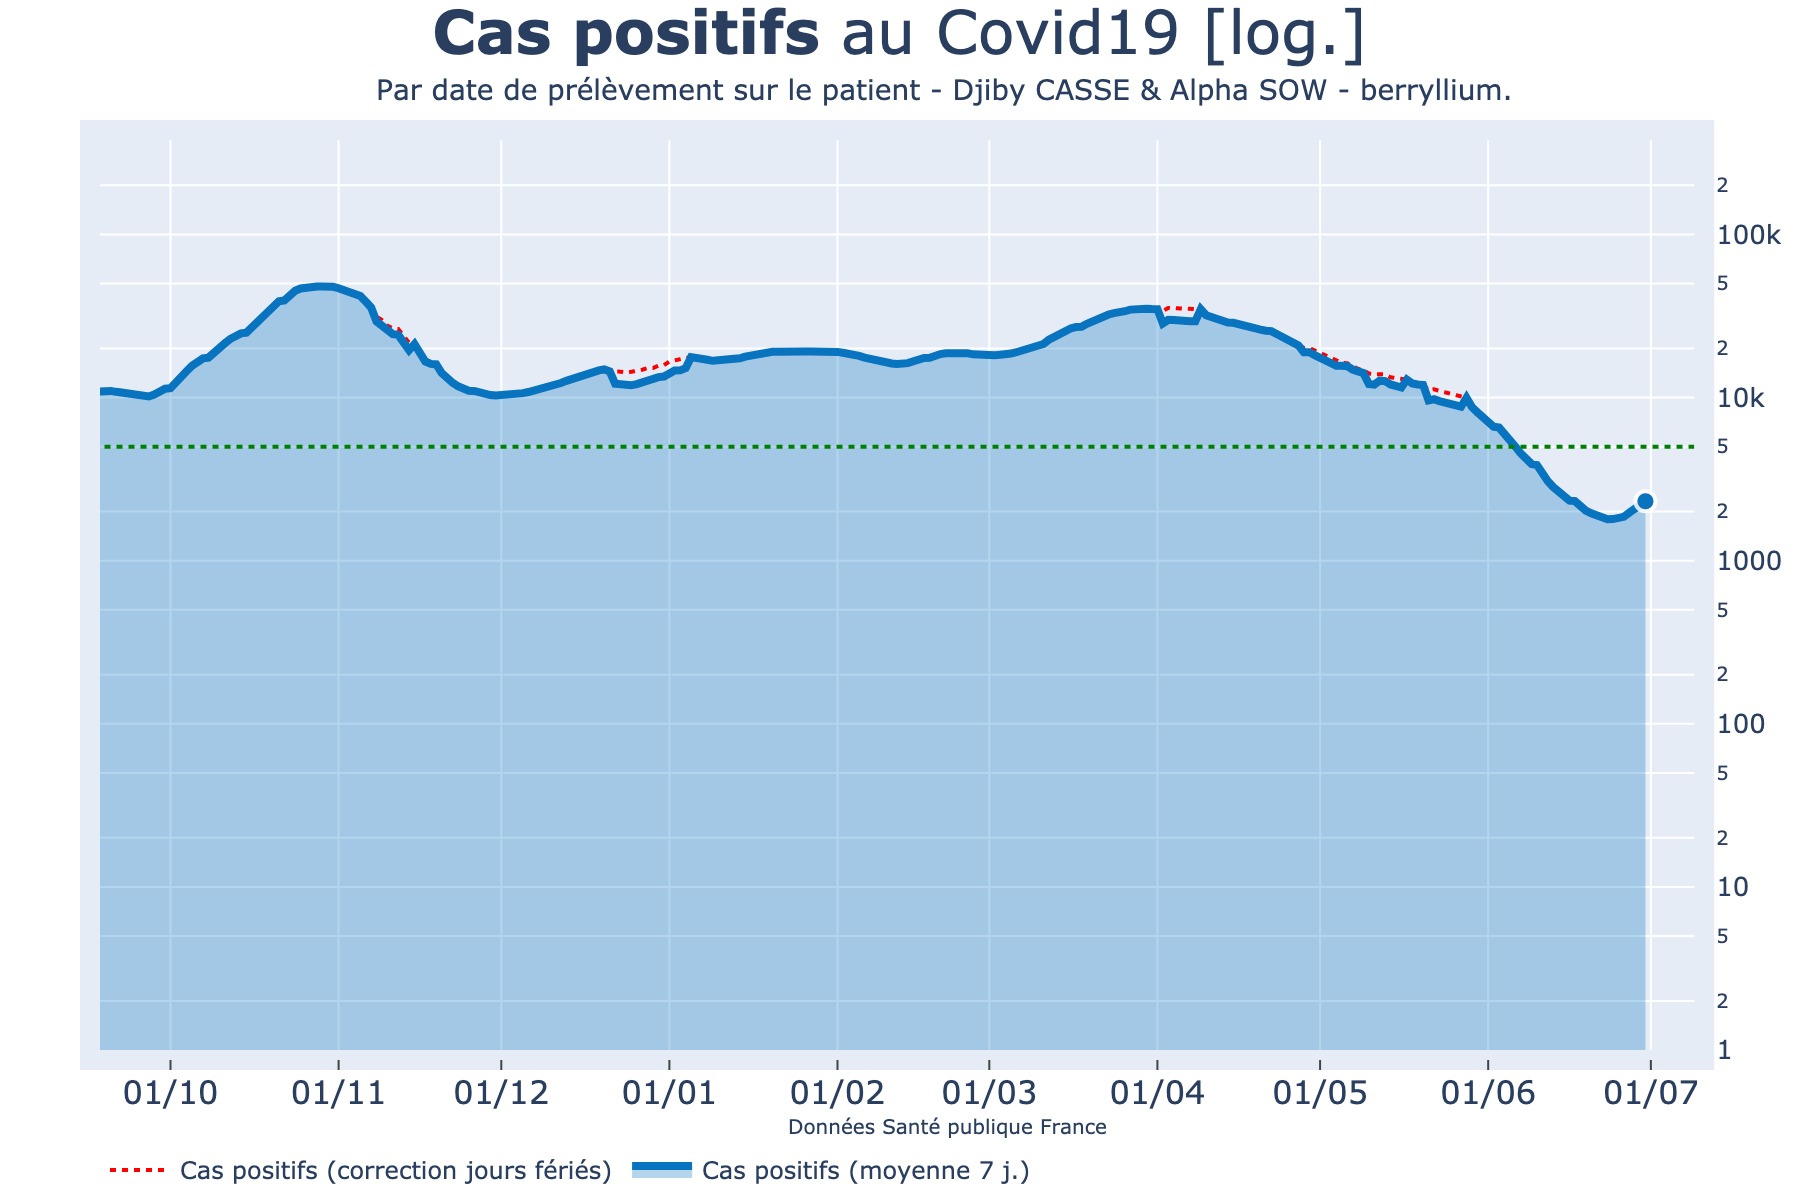 Cas positifs au Covid19 [log.]
Par date de prélèvement sur le patient - Djiby CASSE & Alpha SOW - berryllium.
2
100k
5
2
10k
5
2
1000
5
2
100
5
2
10
5
2
1
01/10 01/11 01/12 01/01 01/02 01/03 01/04 01/05 01/06 01/07
Données Santé publique France
Cas positifs (correction jours fériés) Cas positifs (moyenne 7 j.)